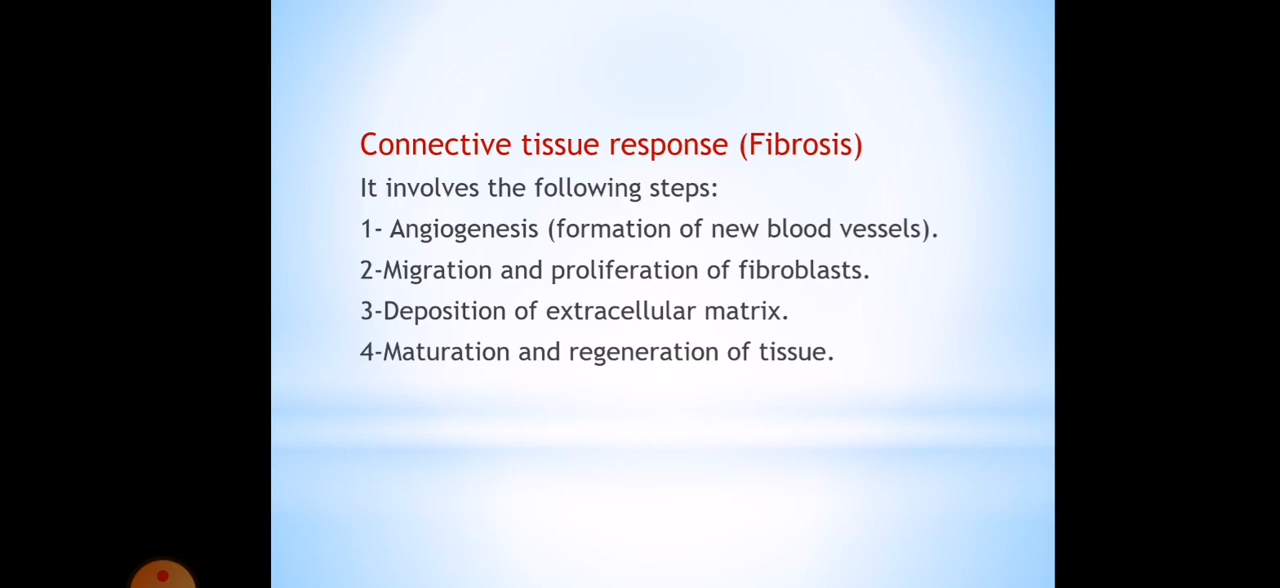 Connective tissue response (Fibrosis)
It involves the following steps:
1- Angiogenesis (formation of new blood vessels).
2-Migration and proliferation of fibroblasts.
3-Deposition of extracellular matrix.
4-Maturation and regeneration of tissue.